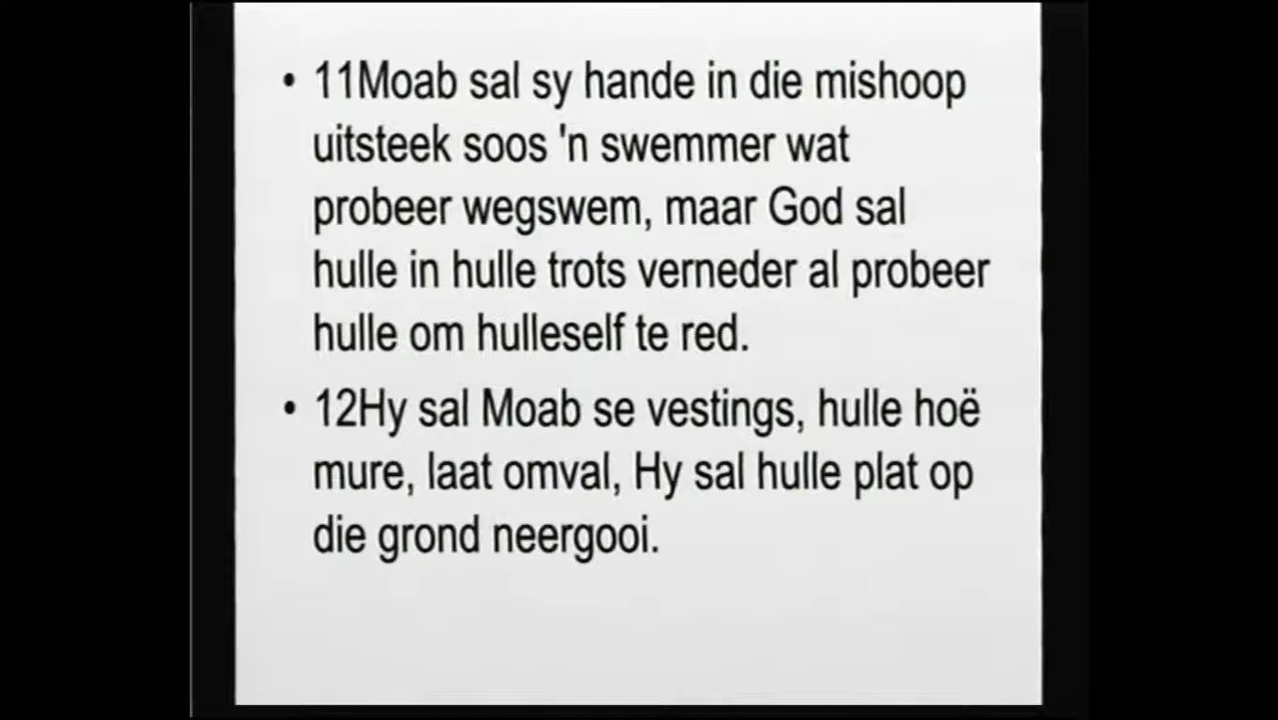 • 11Moab sal sy hande in die mishoop
uitsteek soos 'n swemmer wat
probeer wegswem, maar God sal
hulle in hulle trots verneder al probeer
hulle om hulleself te red.
• 12Hy sal Moab se vestings, hulle hoë
mure, laat omval, Hy sal hulle plat op
die grond neergooi.